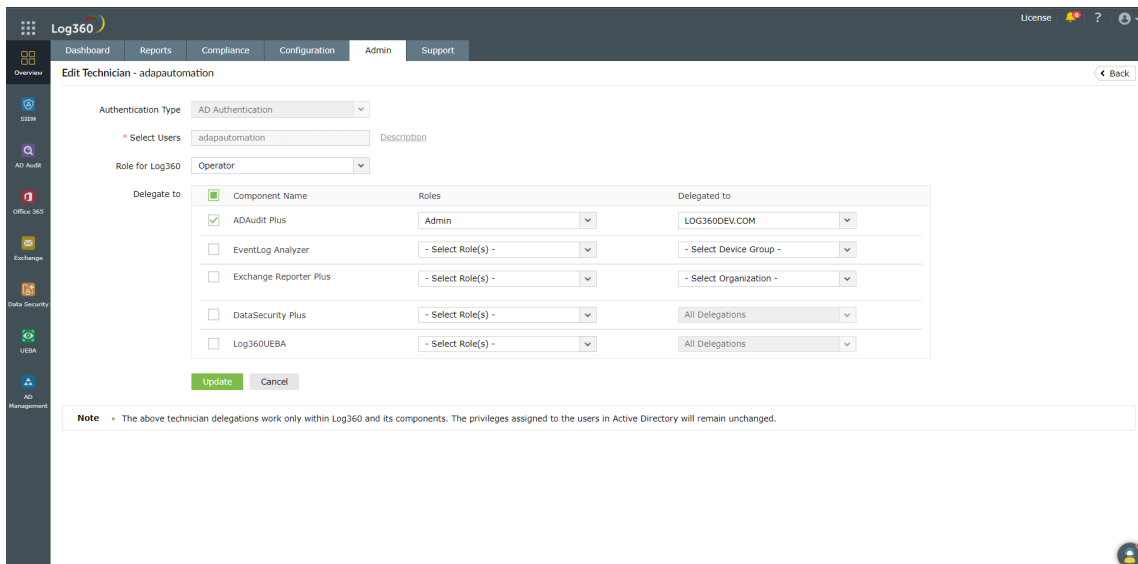 License 6 ?
Log360
Dashboard Reports Compliance Configuration Admin Support
Overview
Edit Technician - adapautomation
Back
SIEM
AD Audit
Office 365
Exchange
Data Security
UEBA
AD
Management
Authentication Type AD Authentication
* Select Users adapautomation Description
Role for Log360 Operator
Delegate to Component Name Roles Delegated to
ADAudit Plus Admin LOG360DEV.COM
EventLog Analyzer - Select Role(s) - - Select Device Group -
Exchange Reporter Plus - Select Role(s) - - Select Organization -
DataSecurity Plus - Select Role(s) - All Delegations
Log360UEBA - Select Role(s) - All Delegations
Update Cancel
Note • The above technician delegations work only within Log360 and its components. The privileges assigned to the users in Active Directory will remain unchanged.